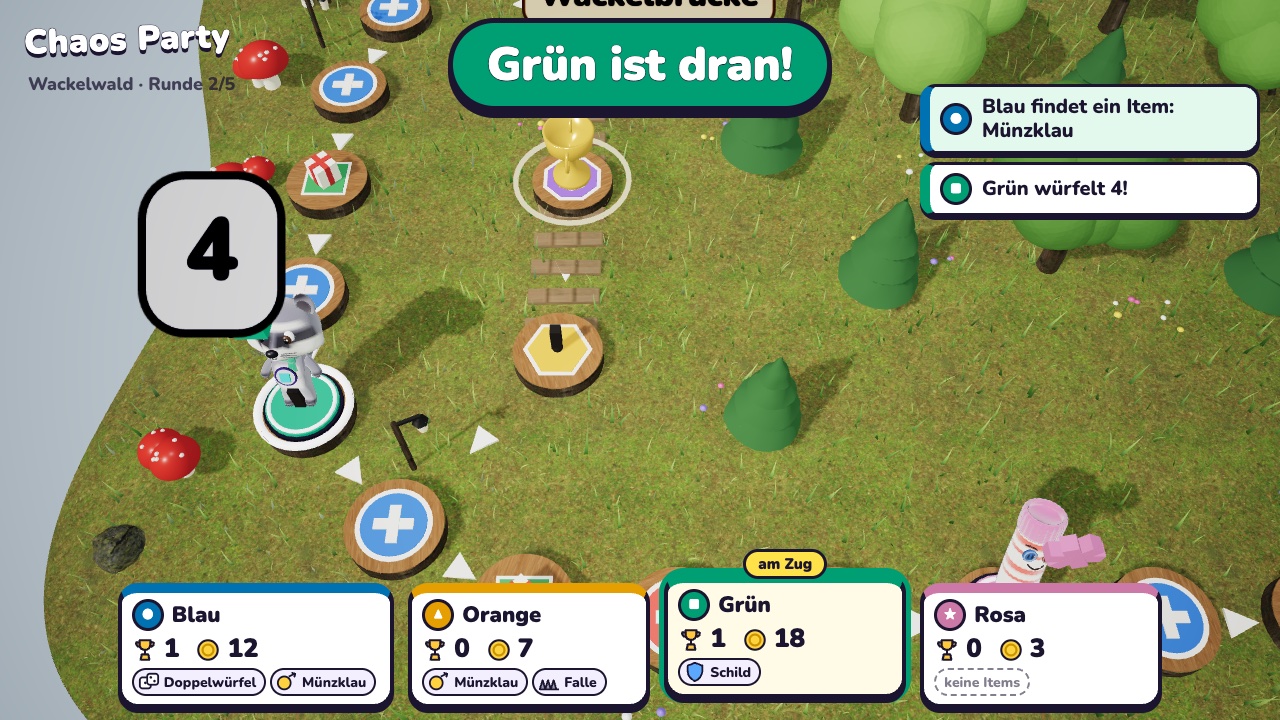 Chaos Party
Wackelwald · Runde 2/5
Wackelbrücke
Grün ist dran!
Blau findet ein Item:
Münzklau
Grün würfelt 4!
4
am Zug
Blau
1 12
Doppelwürfel Münzklau
Orange
0 7
Münzklau Falle
Grün
1 18
Schild
Rosa
0 3
keine Items